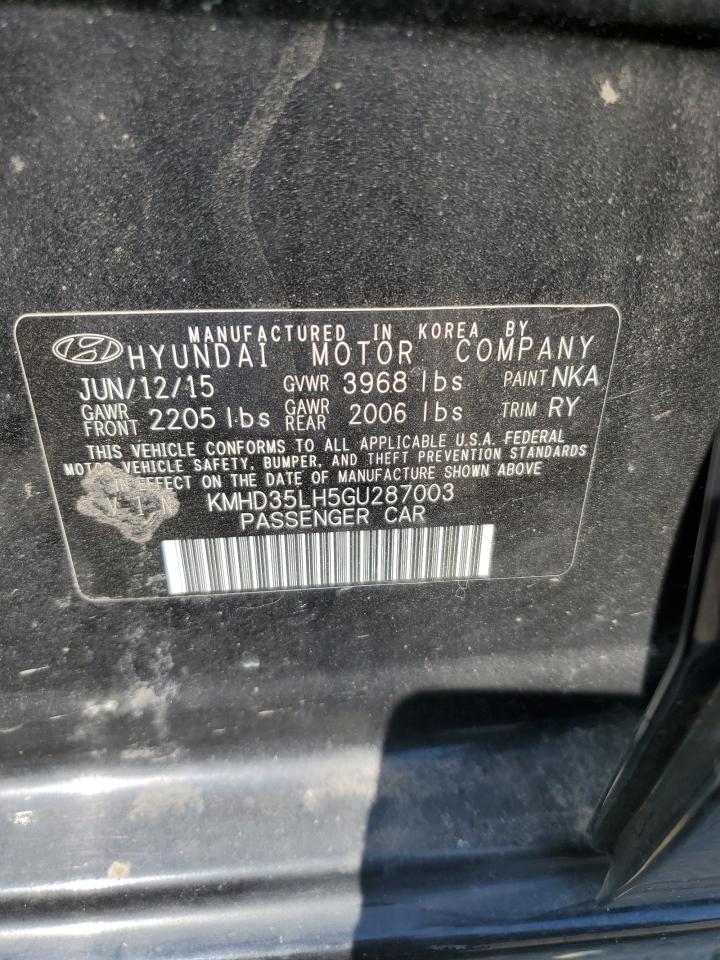 MANUFACTURED IN KOREA BY
HYUNDAI MOTOR COMPANY
JUN/12/15 GVWR 3968 lbs PAINT NKA
GAWR FRONT 2205 lbs GAWR REAR 2006 lbs TRIM RY
THIS VEHICLE CONFORMS TO ALL APPLICABLE U.S.A. FEDERAL
MOTOR VEHICLE SAFETY, BUMPER, AND THEFT PREVENTION STANDARDS
IN EFFECT ON THE DATE OF MANUFACTURE SHOWN ABOVE
KMHD35LH5GU287003
PASSENGER CAR